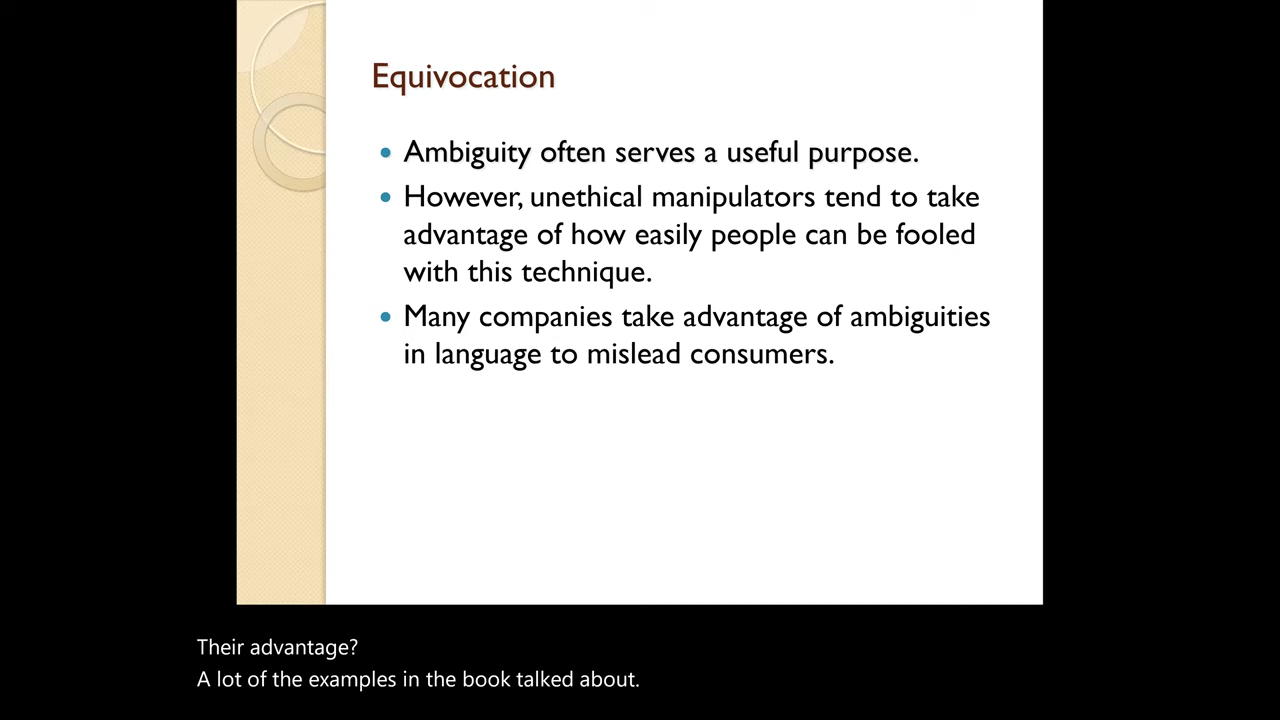 Equivocation
• Ambiguity often serves a useful purpose.
• However, unethical manipulators tend to take
advantage of how easily people can be fooled
with this technique.
• Many companies take advantage of ambiguities
in language to mislead consumers.
Their advantage?
A lot of the examples in the book talked about.